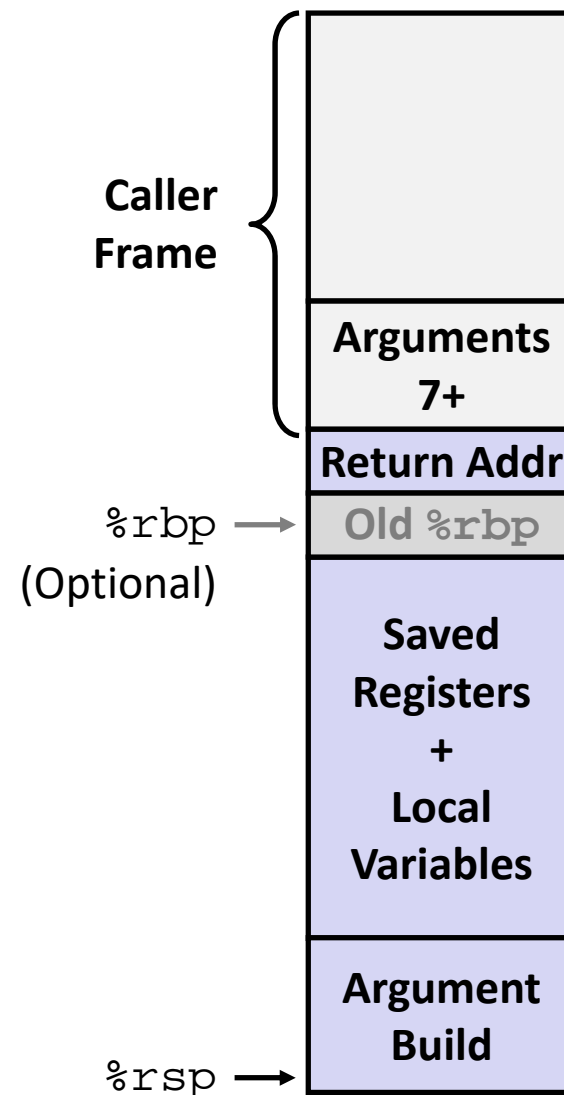 Caller
Frame
Arguments
7+
Return Addr
%rbp
(Optional)
Old %rbp
Saved
Registers
+
Local
Variables
Argument
Build
%rsp